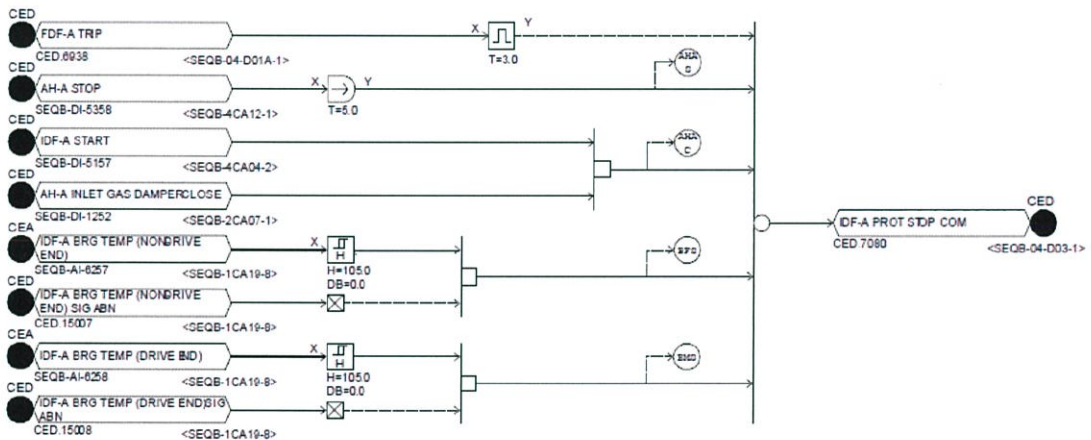 CED
FDF-A TRIP
CED.6938
<SEQB-04-D01A-1>
X
Y
T=3.0
CED
AH-A STOP
SEQB-DI-5358
<SEQB-4CA12-1>
X
Y
T=5.0
CED
IDF-A START
SEQB-DI-5157
<SEQB-4CA04-2>
CED
AH-A INLET GAS DAMPERCLOSE
SEQB-DI-1252
<SEQB-2CA07-1>
CEA
IDF-A BRG TEMP (NONDRIVE
END)
SEQB-AI-6257
<SEQB-1CA19-8>
X
H
H=105.0
DB=0.0
CED
IDF-A BRG TEMP (NONDRIVE
END) SIG ABN
CED.15007
<SEQB-1CA19-8>
CEA
IDF-A BRG TEMP (DRIVE END)
SEQB-AI-6258
<SEQB-1CA19-8>
X
H
H=105.0
DB=0.0
CED
IDF-A BRG TEMP (DRIVE END)SIG
ABN
CED.15008
<SEQB-1CA19-8>
AHA
AHA
CED
IDF-A PROT STOP COM
CED.7080
<SEQB-04-D03-1>